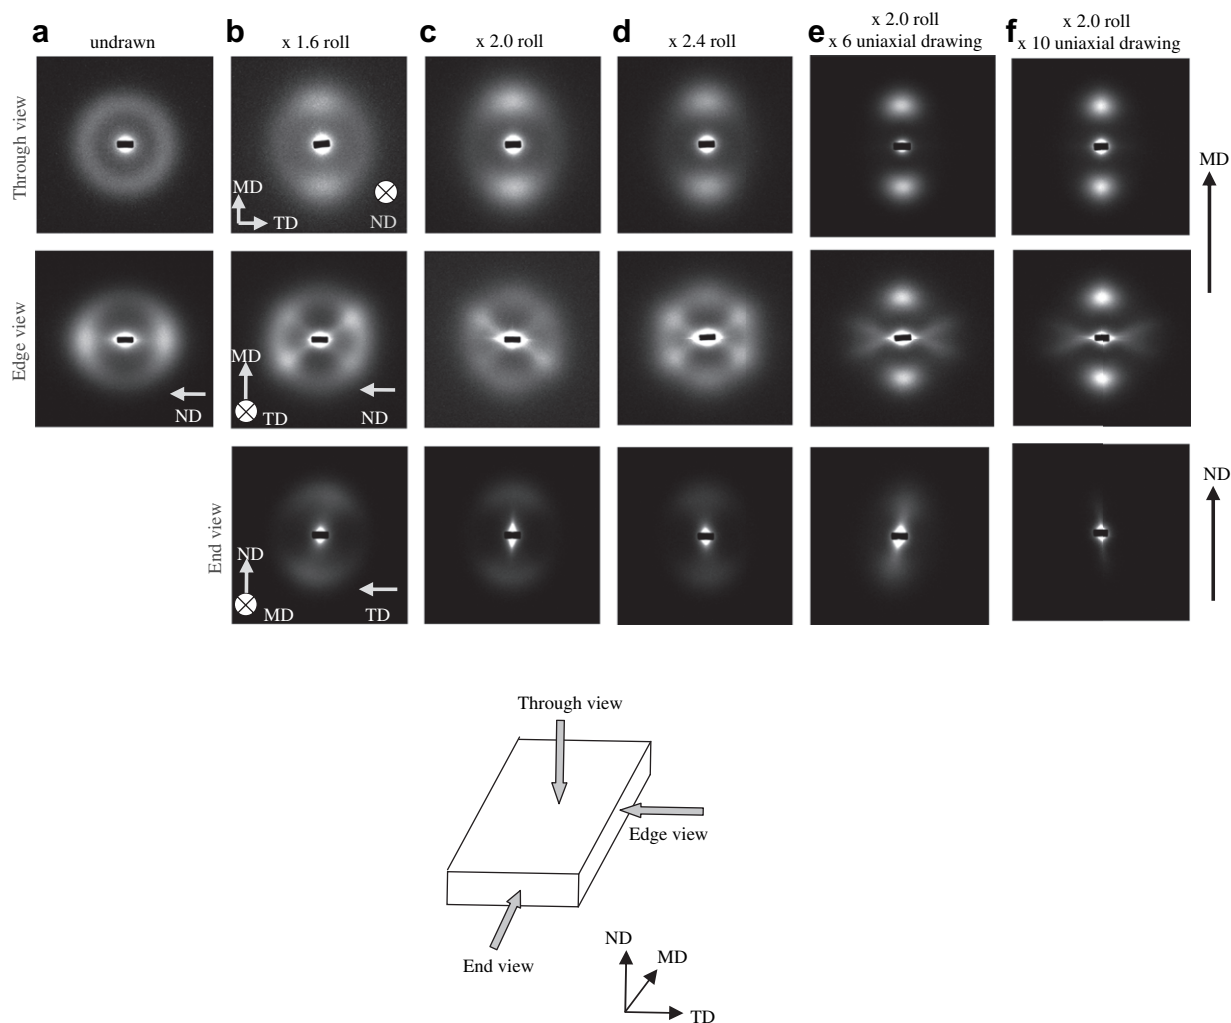 a
undrawn
b
x 1.6 roll
c
x 2.0 roll
d
x 2.4 roll
e
x 2.0 roll
x 6 uniaxial drawing
f
x 2.0 roll
x 10 uniaxial drawing
Through view
MD
TD
ND
MD
Edge view
ND
MD
TD
ND
End view
ND
MD
TD
ND
Through view
Edge view
End view
ND
MD
TD